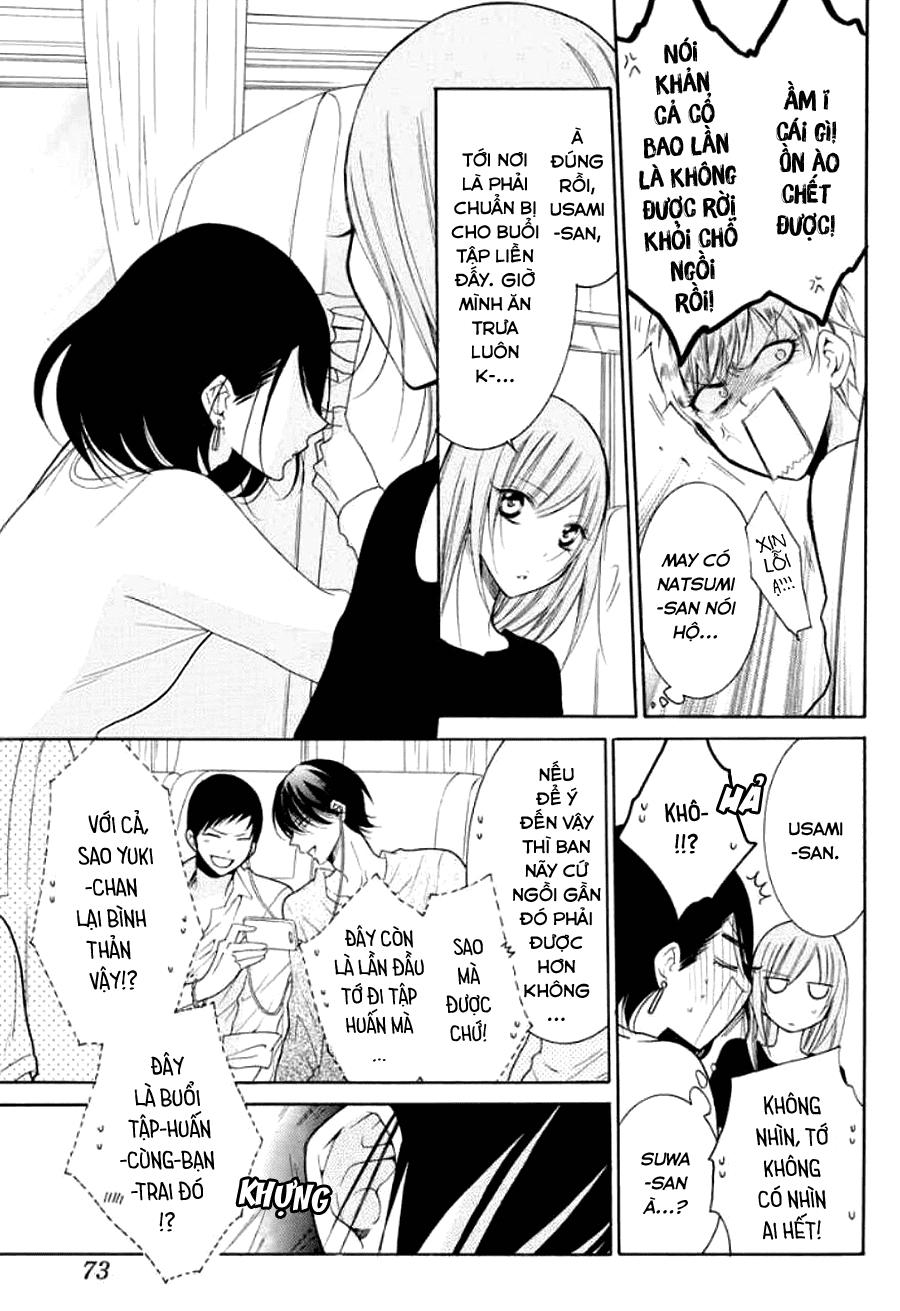 ẦM Ĩ
CÁI GÌ!
ỒN ÀO
CHẾT
ĐƯỢC!
NÓI
KHẢN
CẢ CỔ
BAO LẦN
LÀ KHÔNG
ĐƯỢC RỜI
KHỎI CHỖ
NGỒI
RỒI!
XIN
LỖI
Ạ!!!
MAY CÓ
NATSUMI
-SAN NÓI
HỘ...
À
ĐÚNG
RỒI,
USAMI
-SAN,
TỚI NƠI
LÀ PHẢI
CHUẨN BỊ
CHO BUỔI
TẬP LIỀN
ĐẤY. GIỜ
MÌNH ĂN
TRƯA
LUÔN
K-...
USAMI
-SAN.
HẢ
KHÔ-
!!?
KHÔNG
NHÌN, TỚ
KHÔNG
CÓ NHÌN
AI HẾT!
SUWA
-SAN
À...?
NẾU
ĐỂ Ý
ĐẾN VẬY
THÌ BAN
NÃY CỨ
NGỒI GẦN
ĐÓ PHẢI
ĐƯỢC
HƠN
KHÔNG
...
SAO
MÀ
ĐƯỢC
CHỨ!
ĐÂY CÒN
LÀ LẦN ĐẦU
TỚ ĐI TẬP
HUẤN MÀ
...
VỚI CẢ,
SAO YUKI
-CHAN
LẠI BÌNH
THẢN
VẬY!?
ĐÂY
LÀ BUỔI
TẬP-HUẤN
-CÙNG-BẠN
-TRAI ĐÓ
!?
KHỰNG
73